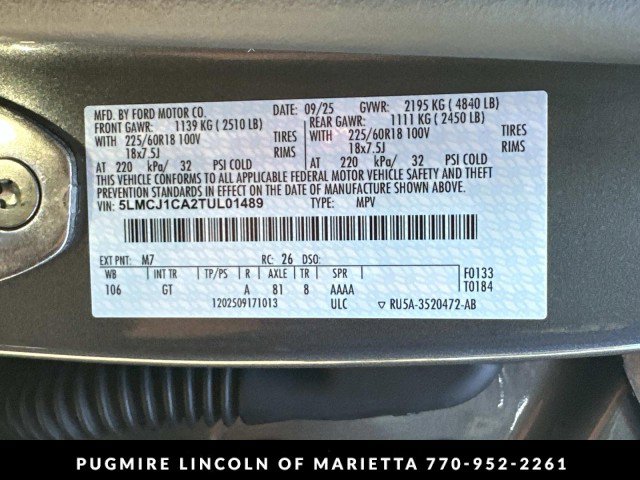 MFD. BY FORD MOTOR CO. DATE: 09/25 GVWR: 2195 KG ( 4840 LB)
FRONT GAWR: 1139 KG ( 2510 LB) REAR GAWR: 1111 KG ( 2450 LB)
WITH 225/60R18 100V TIRES WITH 225/60R18 100V TIRES
18x7.5J RIMS 18x7.5J RIMS
AT 220 kPa/ 32 PSI COLD AT 220 kPa/ 32 PSI COLD
THIS VEHICLE CONFORMS TO ALL APPLICABLE FEDERAL MOTOR VEHICLE SAFETY AND THEFT
PREVENTION STANDARDS IN EFFECT ON THE DATE OF MANUFACTURE SHOWN ABOVE.
VIN: 5LMCJ1CA2TUL01489 TYPE: MPV
EXT PNT: M7 RC: 26 DSO:
WB INT TR TP/PS R AXLE TR SPR F0133
106 GT A 81 8 AAAA T0184
1202509171013 ULC ▽ RU5A-3520472-AB
PUGMIRE LINCOLN OF MARIETTA 770-952-2261